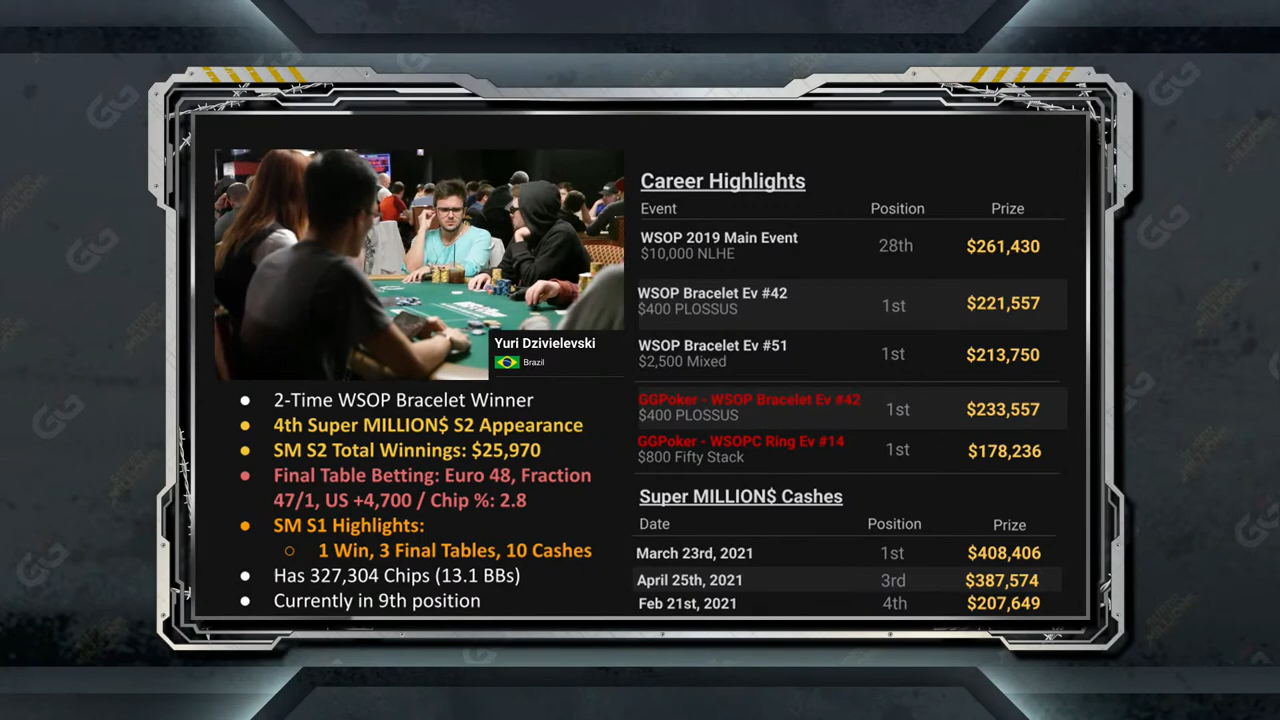 Yuri Dzivielevski
Brazil
2-Time WSOP Bracelet Winner
4th Super MILLION$ S2 Appearance
SM S2 Total Winnings: $25,970
Final Table Betting: Euro 48, Fraction
47/1, US +4,700 / Chip %: 2.8
SM S1 Highlights:
1 Win, 3 Final Tables, 10 Cashes
Has 327,304 Chips (13.1 BBs)
Currently in 9th position
Career Highlights
Event Position Prize
WSOP 2019 Main Event
$10,000 NLHE 28th $261,430
WSOP Bracelet Ev #42
$400 PLOSSUS 1st $221,557
WSOP Bracelet Ev #51
$2,500 Mixed 1st $213,750
GGPoker - WSOP Bracelet Ev #42
$400 PLOSSUS 1st $233,557
GGPoker - WSOPC Ring Ev #14
$800 Fifty Stack 1st $178,236
Super MILLION$ Cashes
Date Position Prize
March 23rd, 2021 1st $408,406
April 25th, 2021 3rd $387,574
Feb 21st, 2021 4th $207,649